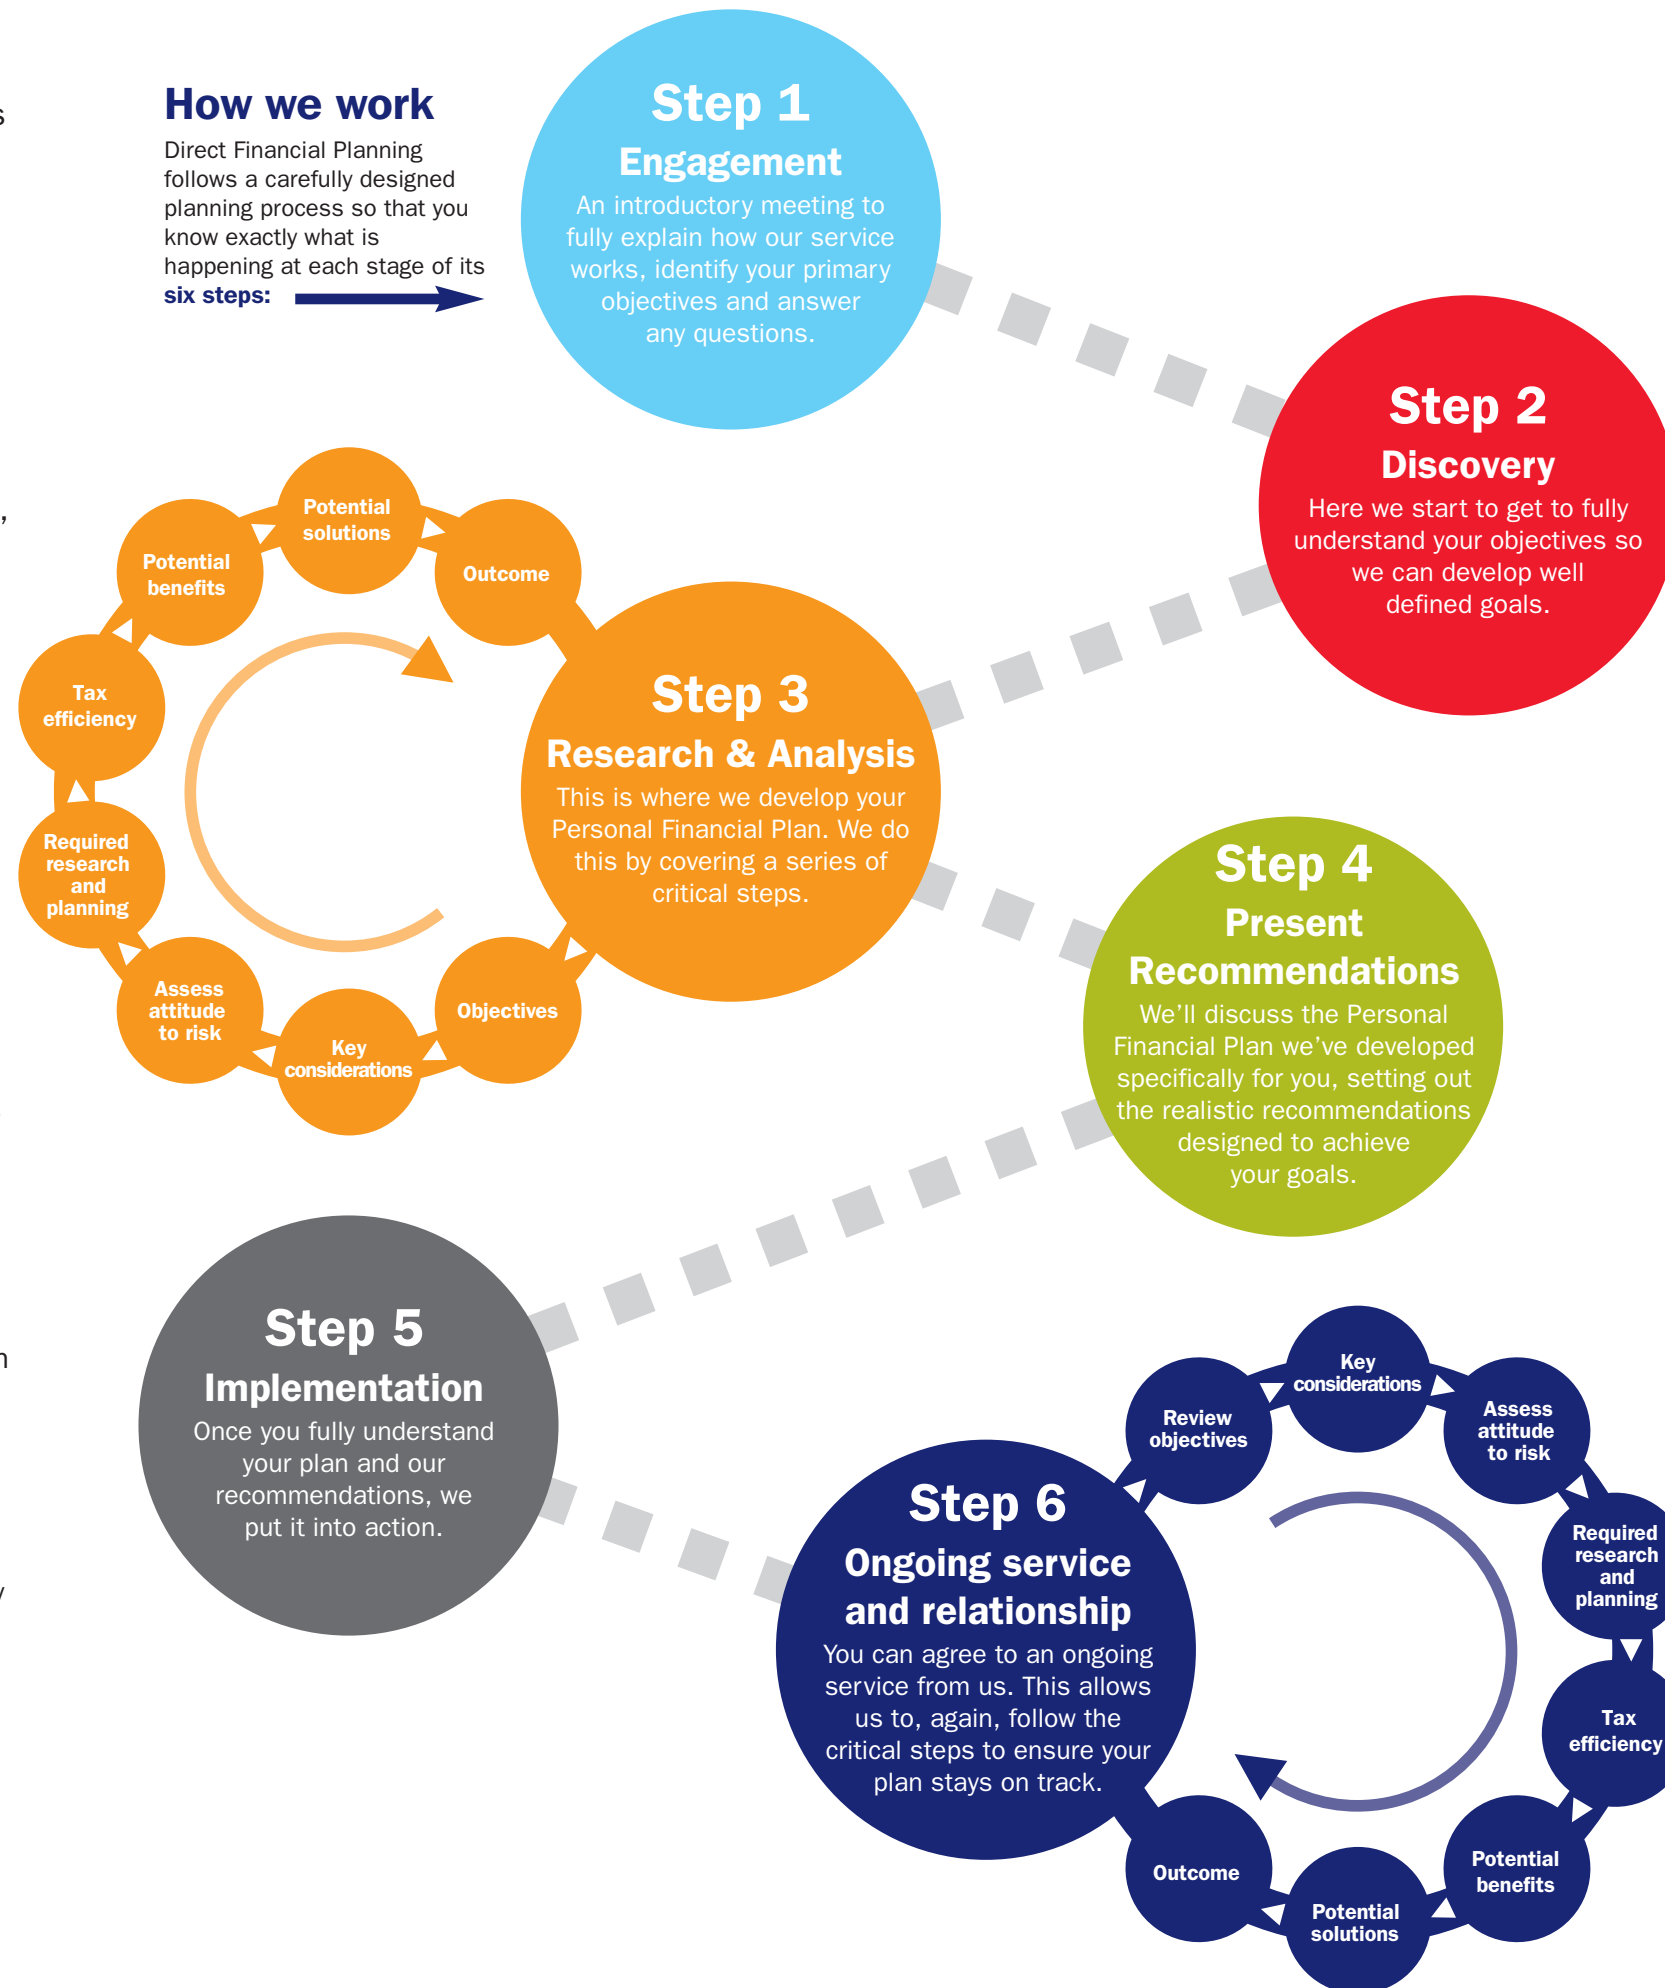 How we work
Direct Financial Planning
follows a carefully designed
planning process so that you
know exactly what is
happening at each stage of its
six steps:
Step 1
Engagement
An introductory meeting to
fully explain how our service
works, identify your primary
objectives and answer
any questions.
Step 2
Discovery
Here we start to get to fully
understand your objectives so
we can develop well
defined goals.
Step 3
Research & Analysis
This is where we develop your
Personal Financial Plan. We do
this by covering a series of
critical steps.
Objectives
Key
considerations
Assess
attitude
to risk
Required
research
and
planning
Tax
efficiency
Potential
benefits
Potential
solutions
Outcome
Step 4
Present
Recommendations
We’ll discuss the Personal
Financial Plan we’ve developed
specifically for you, setting out
the realistic recommendations
designed to achieve
your goals.
Step 5
Implementation
Once you fully understand
your plan and our
recommendations, we
put it into action.
Step 6
Ongoing service
and relationship
You can agree to an ongoing
service from us. This allows
us to, again, follow the
critical steps to ensure your
plan stays on track.
Review
objectives
Key
considerations
Assess
attitude
to risk
Required
research
and
planning
Tax
efficiency
Potential
benefits
Potential
solutions
Outcome